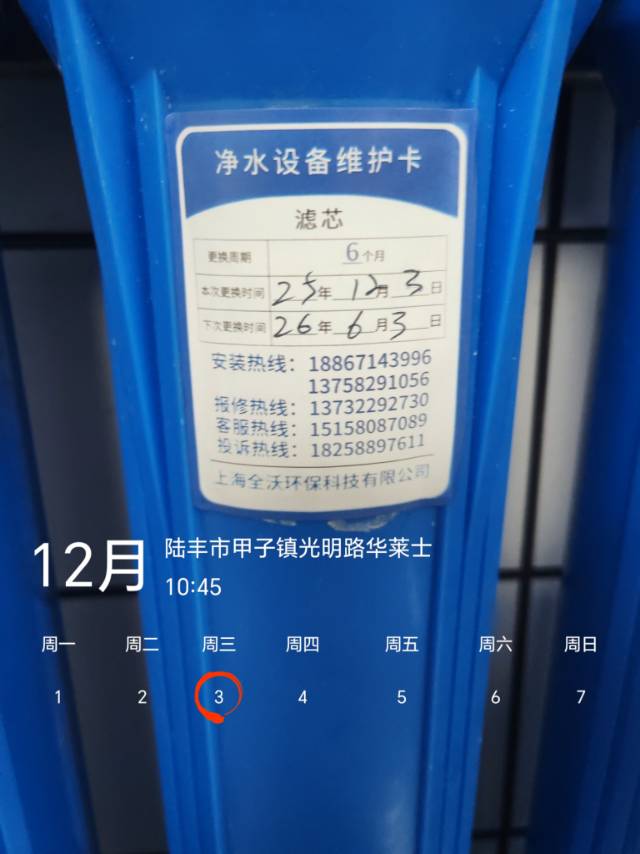 净水设备维护卡
滤芯
更换周期 6个月
本次更换时间 25年 12月 3日
下次更换时间 26年 6月 3日
安装热线：18867143996
13758291056
报修热线：13732292730
客服热线：15158087089
投诉热线：18258897611
上海全沃环保科技有限公司
12月 陆丰市甲子镇光明路华莱士
10:45
周一 周二 周三 周四 周五 周六 周日
1 2 3 4 5 6 7